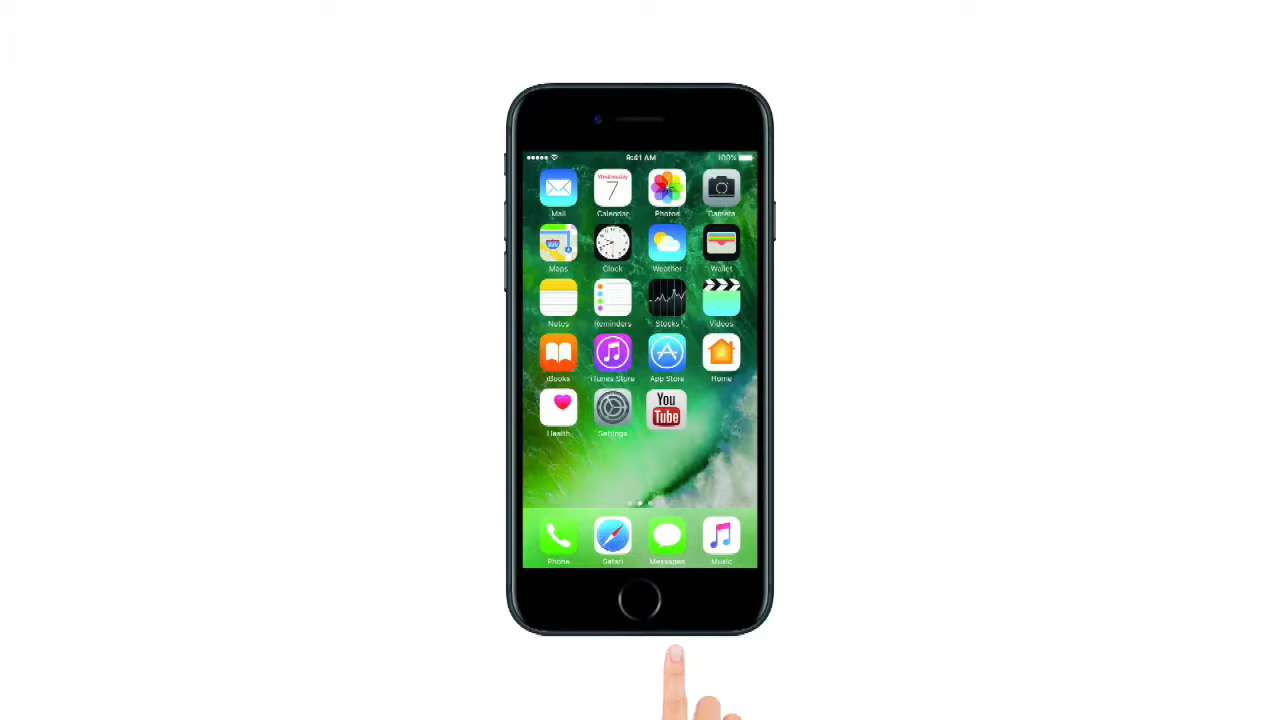 9:41 AM 100%
Wednesday
7
Mail Calendar Photos Camera
280
Maps Clock Weather Wallet
Notes Reminders Stocks Videos
iBooks iTunes Store App Store Home
You
Tube
Health Settings
Phone Safari Messages Music